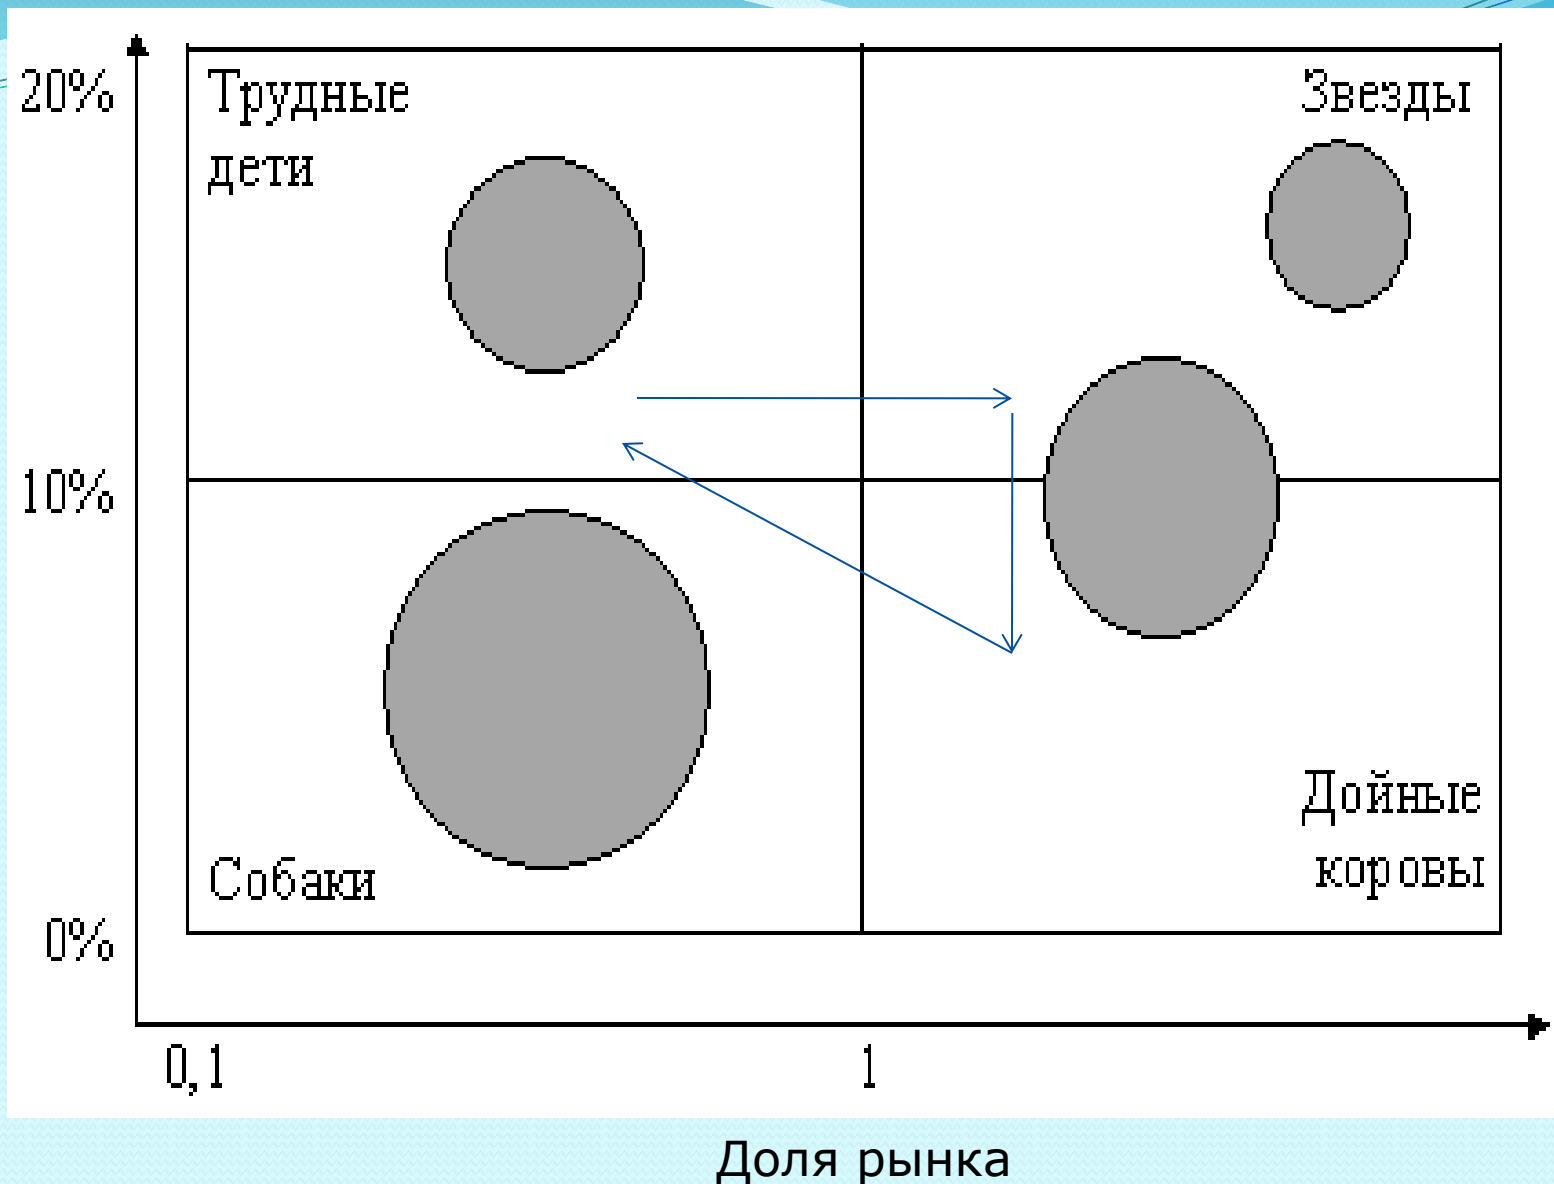 20%
Трудные
дети
Звезды
10%
Дойные
коровы
Собаки
0%
0,1
1
Доля рынка